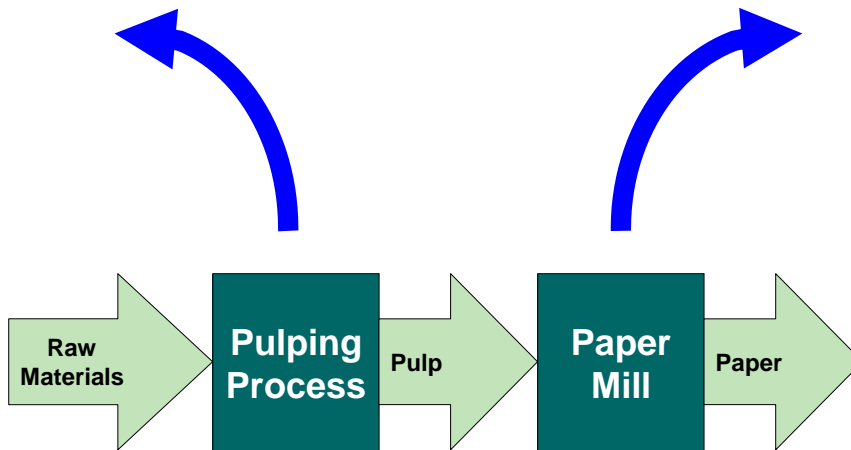 Raw
Materials
Pulping
Process
Pulp
Paper
Mill
Paper